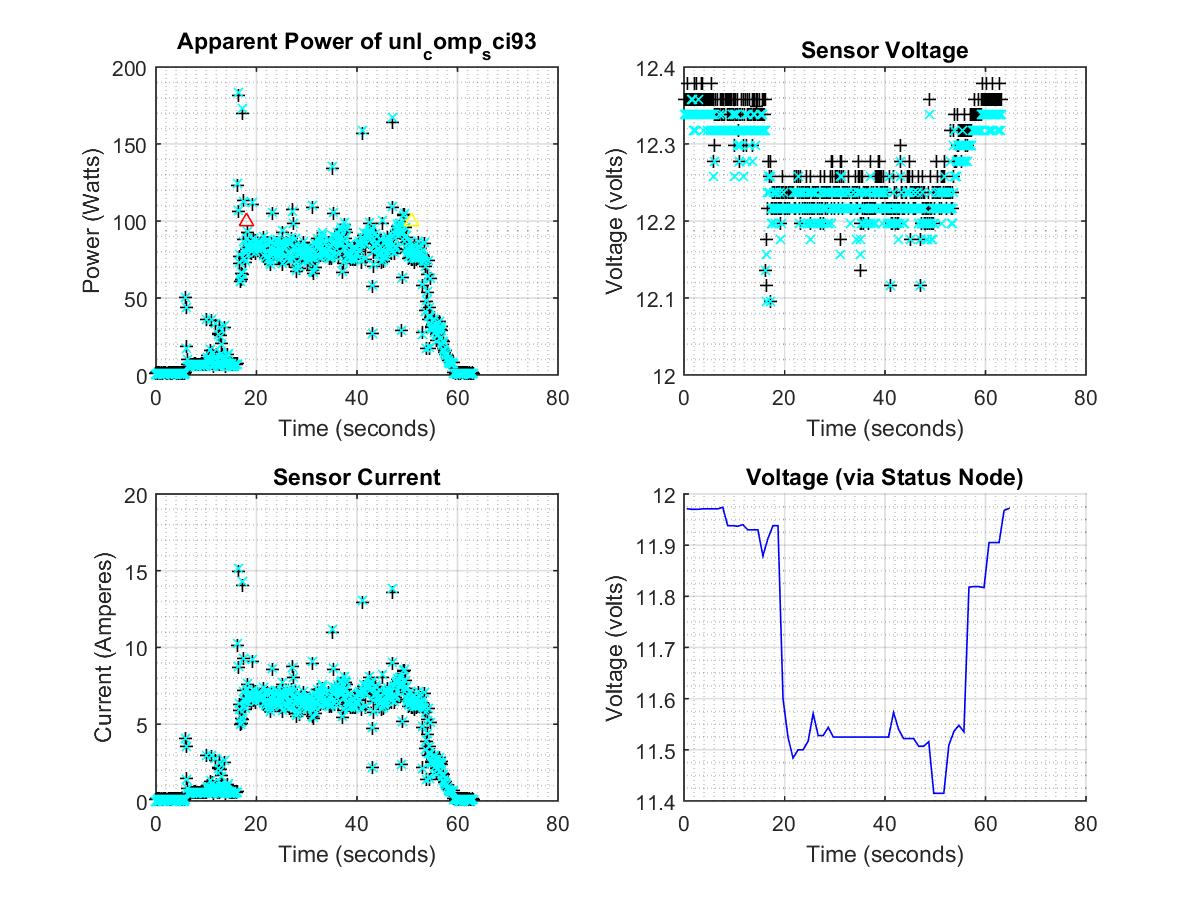 Apparent Power of unl_comp_sci93
Power (Watts)
200
150
100
50
0
0 20 40 60 80
Time (seconds)
Sensor Voltage
Voltage (volts)
12.4
12.3
12.2
12.1
12
0 20 40 60 80
Time (seconds)
Sensor Current
Current (Amperes)
20
15
10
5
0
0 20 40 60 80
Time (seconds)
Voltage (via Status Node)
Voltage (volts)
12
11.9
11.8
11.7
11.6
11.5
11.4
0 20 40 60 80
Time (seconds)